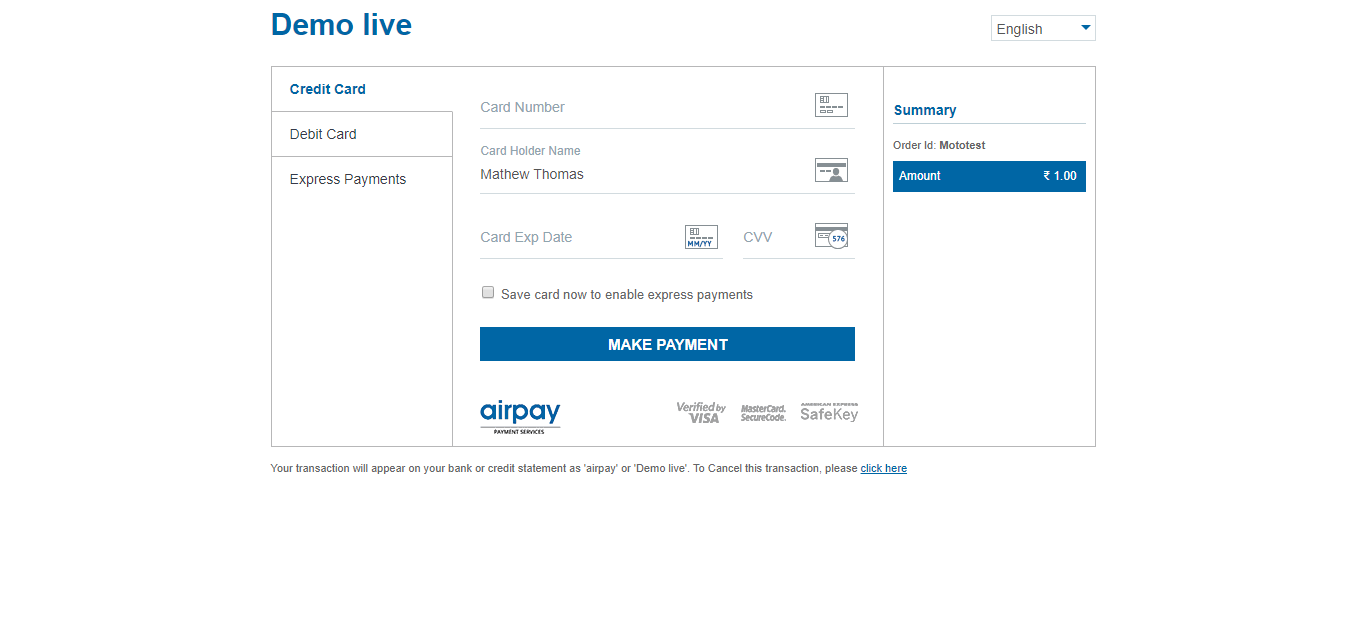 Demo live
English
Credit Card
Debit Card
Express Payments
Card Number
Card Holder Name
Mathew Thomas
Card Exp Date
MM/YY
CVV
576
Save card now to enable express payments
MAKE PAYMENT
airpay
PAYMENT SERVICES
Verified by
VISA
MasterCard.
SecureCode.
AMERICAN EXPRESS
SafeKey
Summary
Order Id: Mototest
Amount ₹ 1.00
Your transaction will appear on your bank or credit statement as 'airpay' or 'Demo live'. To Cancel this transaction, please click here